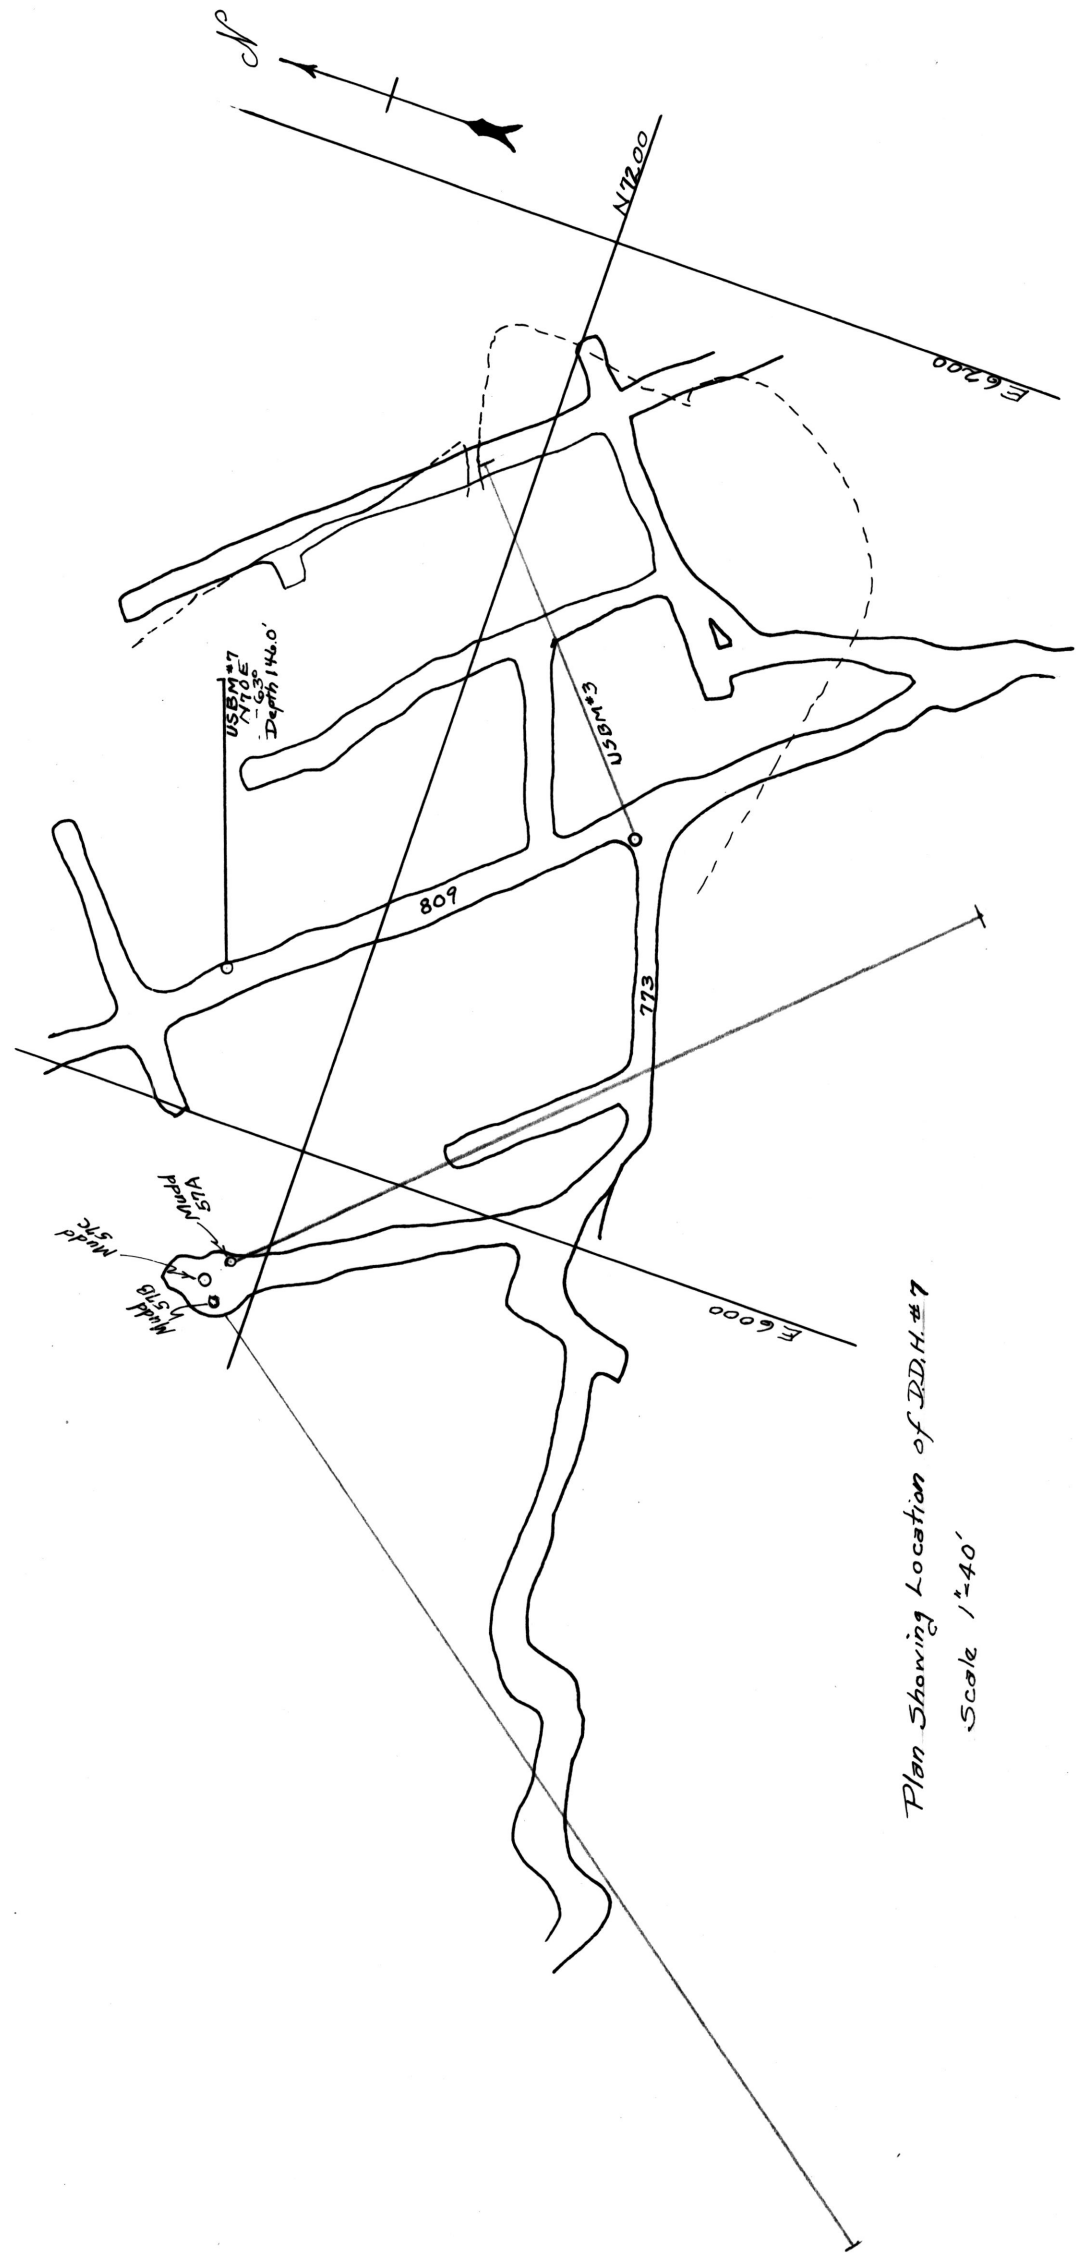 N
N7200
E6200
USBM#7
N70E
-63°
Depth 146.0'
USBM#3
809
773
Mudd
57A
Mudd
57C
Mudd
57B
E6000
Plan Showing Location of D.D.H.#7
Scale 1"=40'